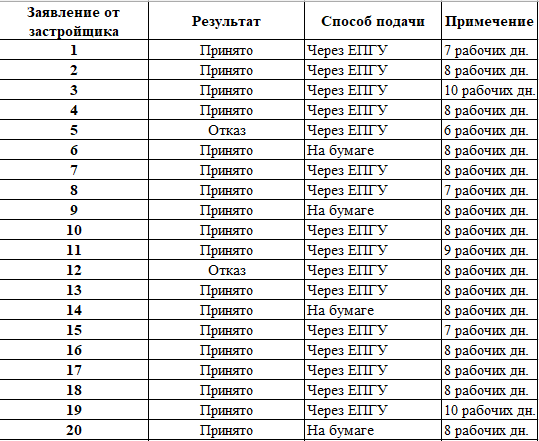 Заявление от застройщика Результат Способ подачи Примечение
1 Принято Через ЕПГУ 7 рабочих дн.
2 Принято Через ЕПГУ 8 рабочих дн.
3 Принято Через ЕПГУ 10 рабочих дн.
4 Принято Через ЕПГУ 8 рабочих дн.
5 Отказ Через ЕПГУ 6 рабочих дн.
6 Принято На бумаге 8 рабочих дн.
7 Принято Через ЕПГУ 8 рабочих дн.
8 Принято Через ЕПГУ 7 рабочих дн.
9 Принято На бумаге 8 рабочих дн.
10 Принято Через ЕПГУ 8 рабочих дн.
11 Принято Через ЕПГУ 9 рабочих дн.
12 Отказ Через ЕПГУ 8 рабочих дн.
13 Принято Через ЕПГУ 8 рабочих дн.
14 Принято На бумаге 8 рабочих дн.
15 Принято Через ЕПГУ 7 рабочих дн.
16 Принято Через ЕПГУ 8 рабочих дн.
17 Принято Через ЕПГУ 8 рабочих дн.
18 Принято Через ЕПГУ 8 рабочих дн.
19 Принято Через ЕПГУ 10 рабочих дн.
20 Принято На бумаге 8 рабочих дн.